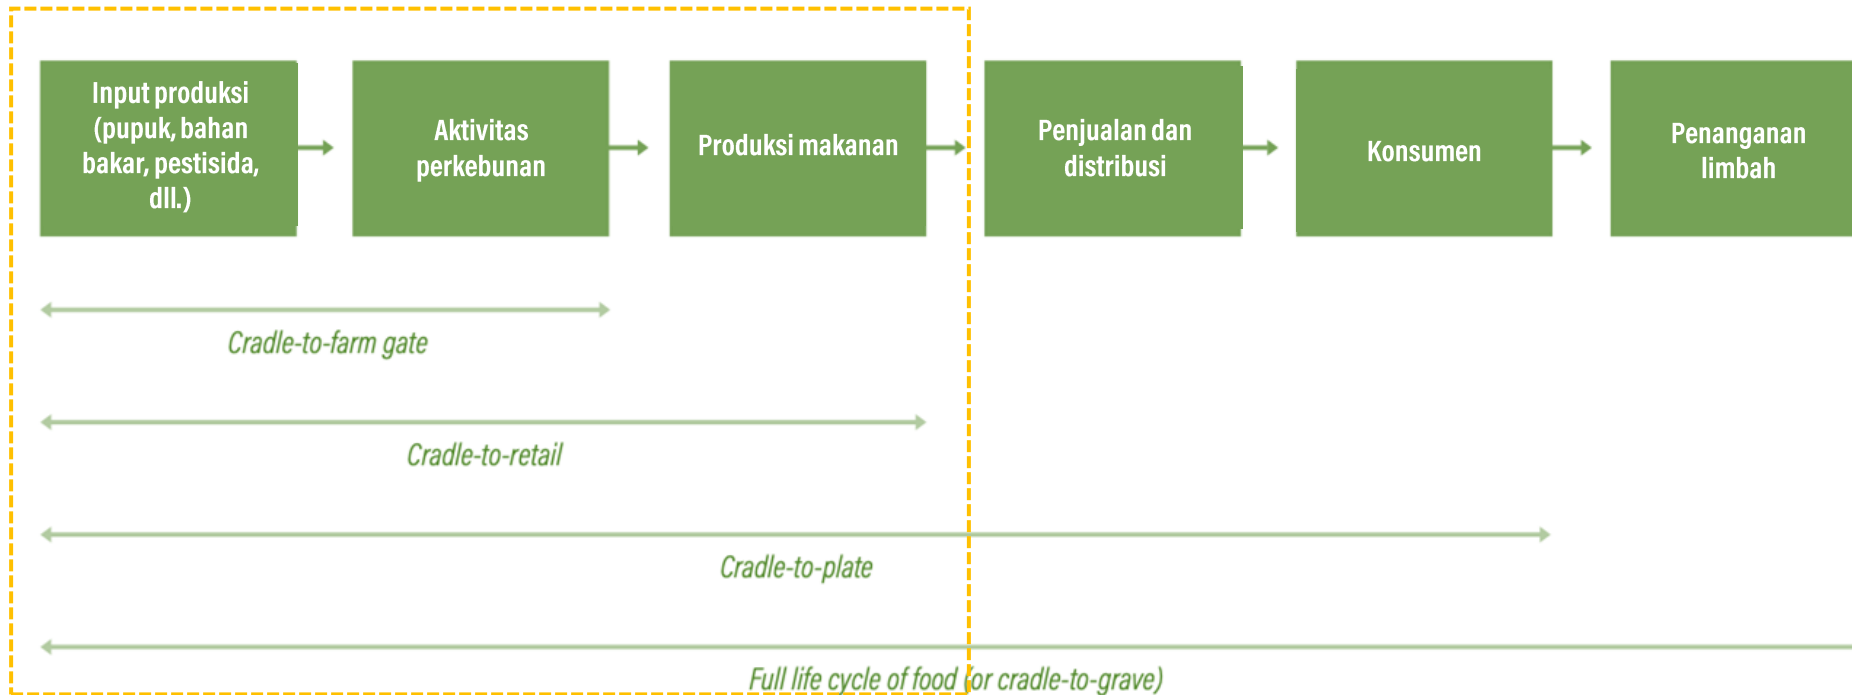 Input produksi
(pupuk, bahan
bakar, pestisida,
dll.)
Aktivitas
perkebunan
Produksi makanan
Penjualan dan
distribusi
Konsumen
Penanganan
limbah
Cradle-to-farm gate
Cradle-to-retail
Cradle-to-plate
Full life cycle of food (or cradle-to-grave)